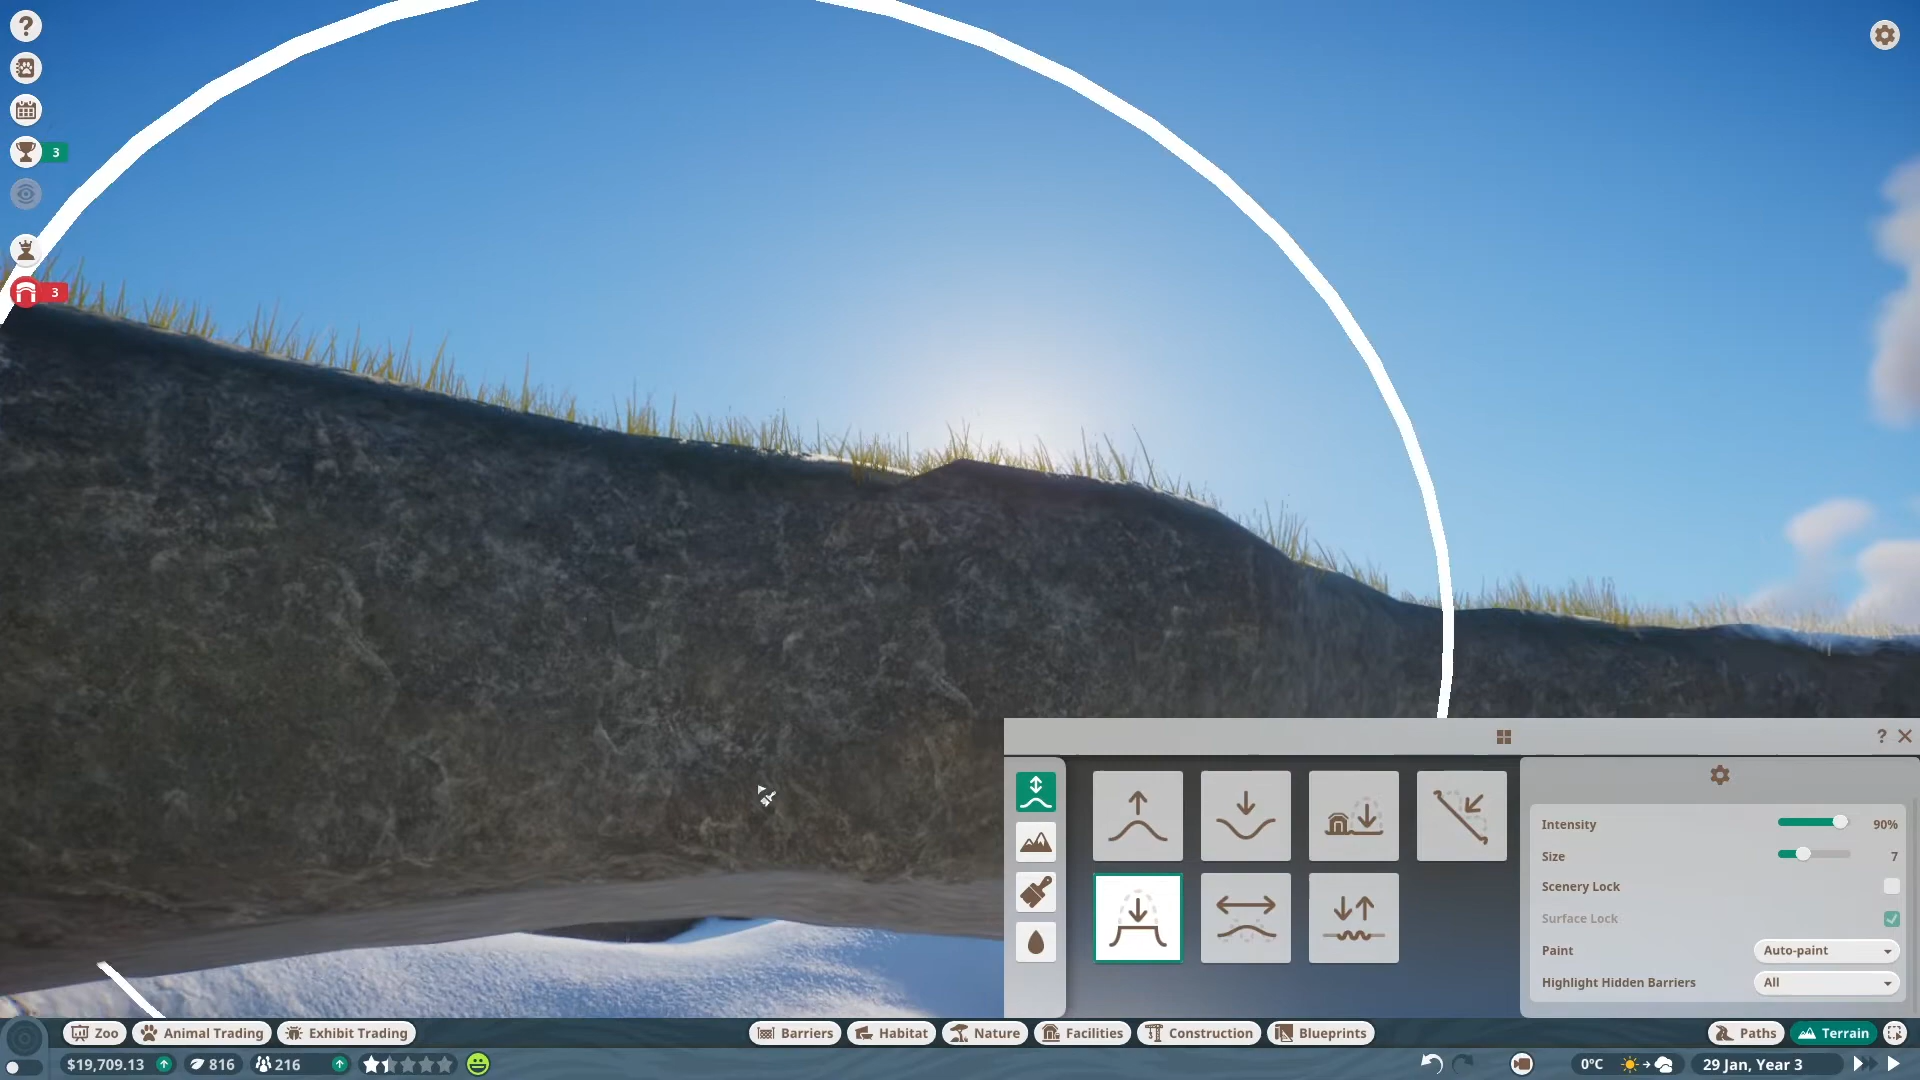 ?
3
3
? ×
Intensity 90%
Size 7
Scenery Lock
Surface Lock
Paint Auto-paint
Highlight Hidden Barriers All
Zoo Animal Trading Exhibit Trading Barriers Habitat Nature Facilities Construction Blueprints Paths Terrain
$19,709.13 816 216 0°C 29 Jan, Year 3